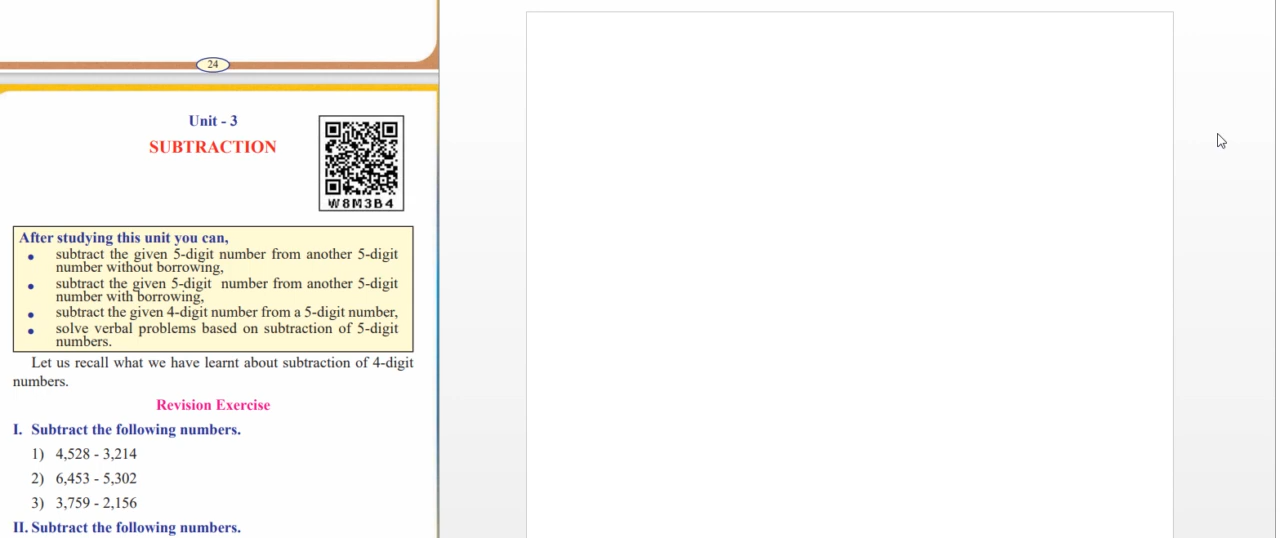 24
Unit - 3
SUBTRACTION
W8M3B4
After studying this unit you can,
• subtract the given 5-digit number from another 5-digit
number without borrowing,
• subtract the given 5-digit number from another 5-digit
number with borrowing,
• subtract the given 4-digit number from a 5-digit number,
• solve verbal problems based on subtraction of 5-digit
numbers.
Let us recall what we have learnt about subtraction of 4-digit
numbers.
Revision Exercise
I. Subtract the following numbers.
1) 4,528 - 3,214
2) 6,453 - 5,302
3) 3,759 - 2,156
II. Subtract the following numbers.